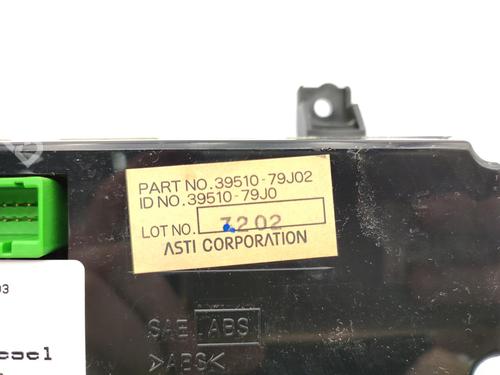 PART NO.39510-79J02
ID NO.39510-79J0
LOT NO. 7202
ASTI CORPORATION
SAE ABS
>ABS<